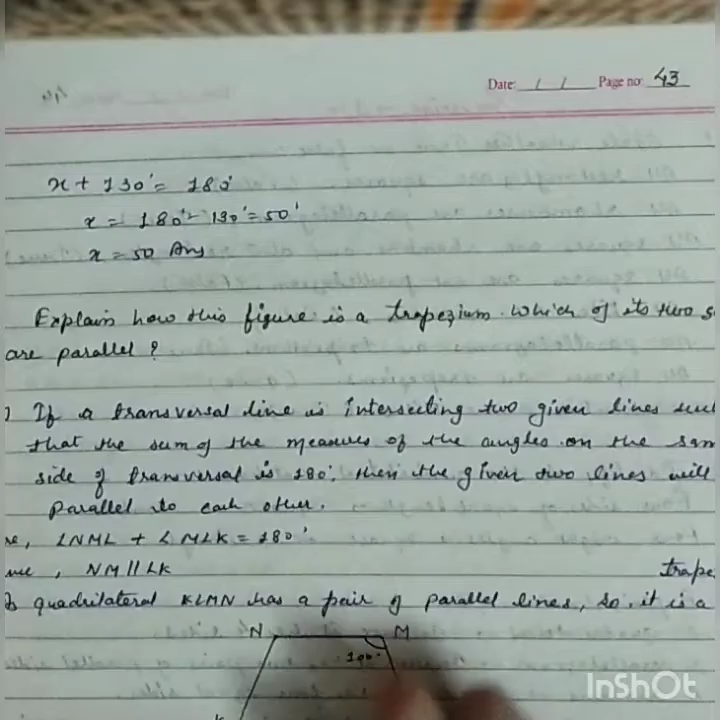 Date: / / Page no: 43
x + 130° = 180°
x = 180° - 130° = 50°
x = 50 Ans
Explain how this figure is a trapezium. Which of its two s
are parallel?
) If a transversal line is intersecting two given lines such
that the sum of the measures of the angles on the sam
side of transversal is 180°, then the given two lines will
Parallel to each other.
re, ∠NML + ∠MLK = 180°
nce, NM || LK
trape
quadrilateral KLMN has a pair of parallel lines, So, it is a
N M
100°
K
InShOt